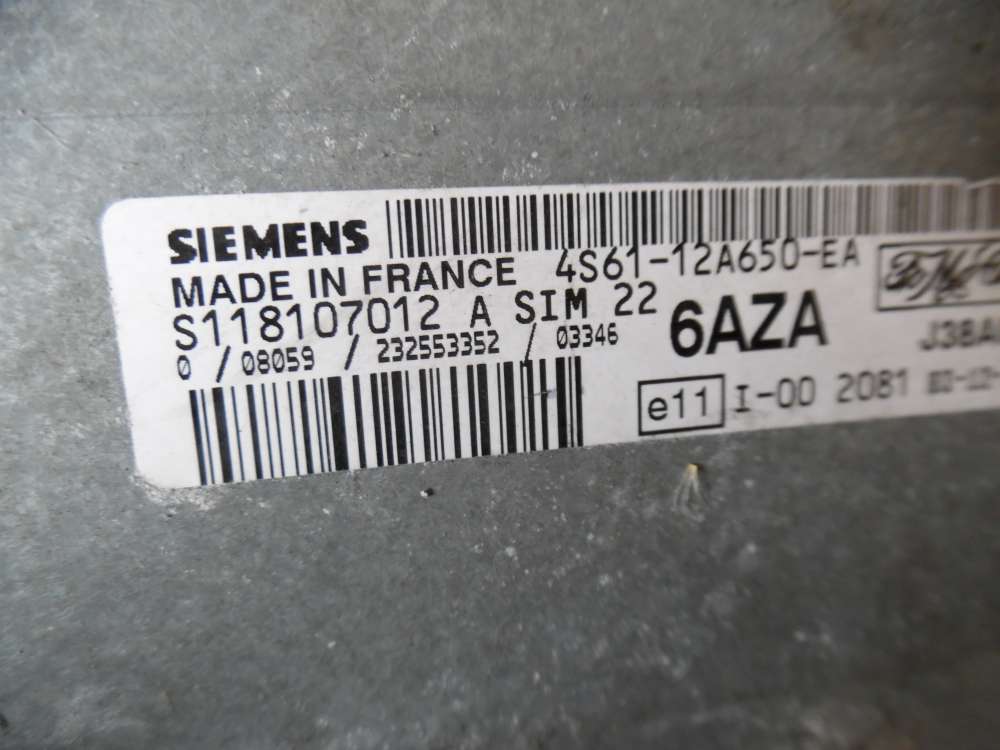 SIEMENS
MADE IN FRANCE 4S61-12A650-EA
S118107012 A SIM 22
0 / 08059 / 232553352 / 03346
6AZA
e11 I-00 2081